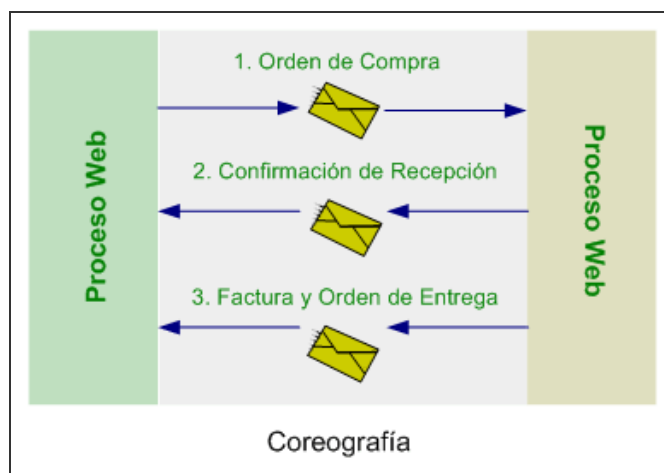 1. Orden de Compra
Proceso Web
Proceso Web
2. Confirmación de Recepción
3. Factura y Orden de Entrega
Coreografía